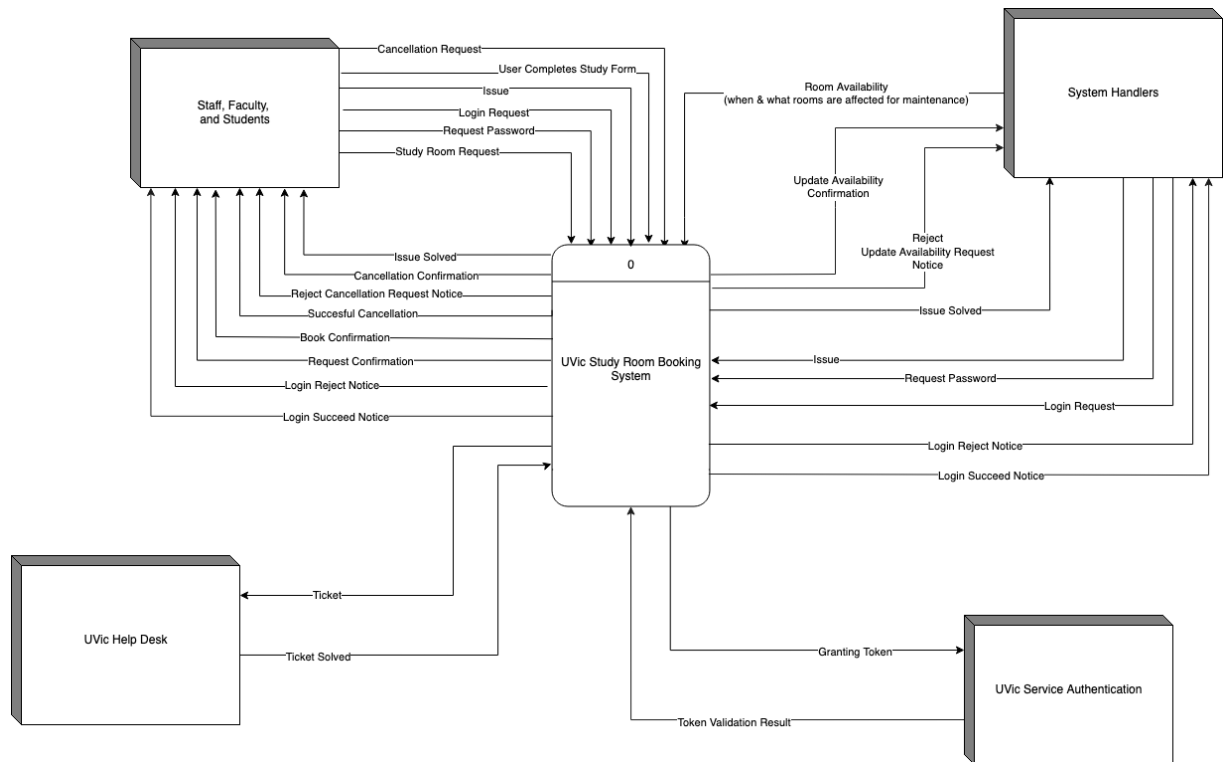 Cancellation Request
User Completes Study Form
Issue
Login Request
Request Password
Study Room Request
Staff, Faculty,
and Students
Room Availability
(when & what rooms are affected for maintenance)
System Handlers
Update Availability
Confirmation
Reject
Update Availability Request
Notice
Issue Solved
Cancellation Confirmation
Reject Cancellation Request Notice
Succesful Cancellation
Book Confirmation
Request Confirmation
Login Reject Notice
Login Succeed Notice
0
UVic Study Room Booking
System
Issue Solved
Issue
Request Password
Login Request
Login Reject Notice
Login Succeed Notice
Ticket
UVic Help Desk
Ticket Solved
Granting Token
UVic Service Authentication
Token Validation Result